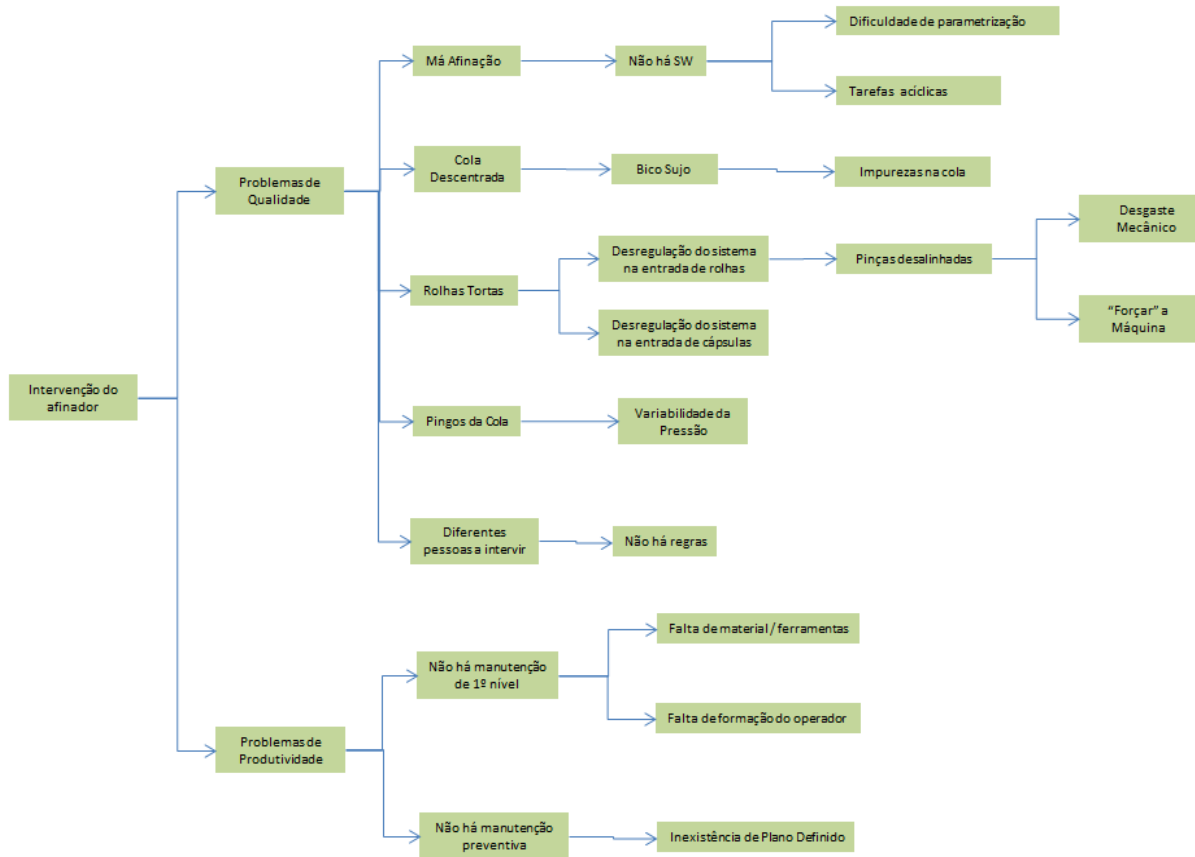 Dificuldade de parametrização
Má Afinação
Não há SW
Tarefas acíclicas
Cola
Descentrada
Bico Sujo
Impurezas na cola
Problemas de
Qualidade
Desgaste
Mecânico
Desregulação do sistema
na entrada de rolhas
Pinças desalinhadas
Rolhas Tortas
"Forçar" a
Máquina
Desregulação do sistema
na entrada de cápsulas
Intervenção do
afinador
Pingos da Cola
Variabilidade da
Pressão
Diferentes
pessoas a intervir
Não há regras
Falta de material / ferramentas
Não há manutenção
de 1º nível
Falta de formação do operador
Problemas de
Produtividade
Não há manutenção
preventiva
Inexistência de Plano Definido